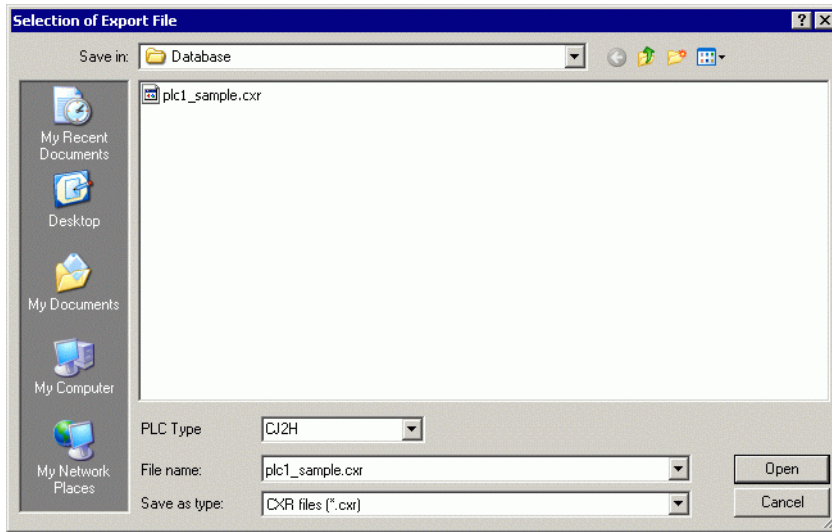 Selection of Export File
Save in: Database
plc1_sample.cxr
My Recent
Documents
Desktop
My Documents
My Computer
My Network
Places
PLC Type CJ2H
File name: plc1_sample.cxr Open
Save as type: CXR files (*.cxr) Cancel